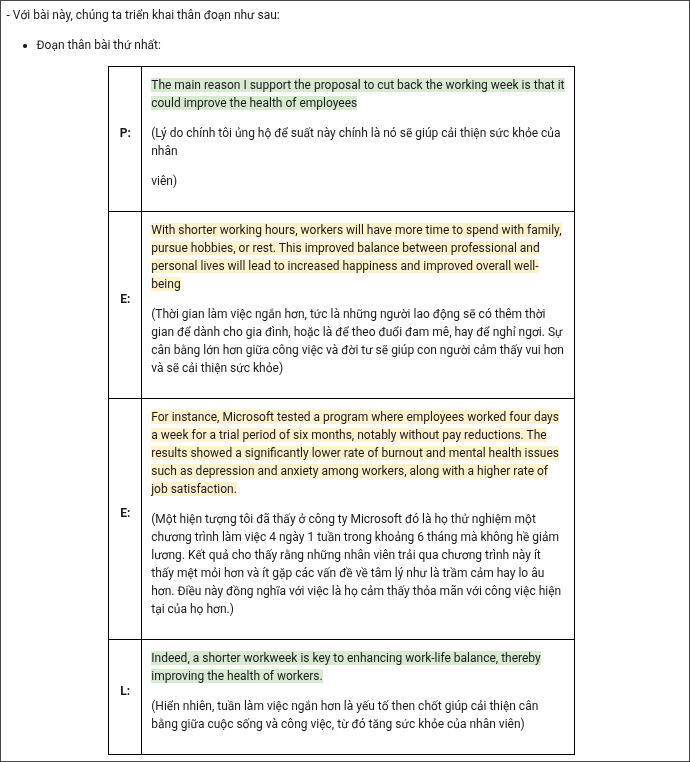 - Với bài này, chúng ta triển khai thân đoạn như sau:
• Đoạn thân bài thứ nhất:
P:
The main reason I support the proposal to cut back the working week is that it
could improve the health of employees
(Lý do chính tôi ủng hộ đề suất này chính là nó sẽ giúp cải thiện sức khỏe của
nhân
viên)
E:
With shorter working hours, workers will have more time to spend with family,
pursue hobbies, or rest. This improved balance between professional and
personal lives will lead to increased happiness and improved overall well-
being
(Thời gian làm việc ngắn hơn, tức là những người lao động sẽ có thêm thời
gian để dành cho gia đình, hoặc là để theo đuổi đam mê, hay để nghỉ ngơi. Sự
cân bằng lớn hơn giữa công việc và đời tư sẽ giúp con người cảm thấy vui hơn
và sẽ cải thiện sức khỏe)
E:
For instance, Microsoft tested a program where employees worked four days
a week for a trial period of six months, notably without pay reductions. The
results showed a significantly lower rate of burnout and mental health issues
such as depression and anxiety among workers, along with a higher rate of
job satisfaction.
(Một hiện tượng tôi đã thấy ở công ty Microsoft đó là họ thử nghiệm một
chương trình làm việc 4 ngày 1 tuần trong khoảng 6 tháng mà không hề giảm
lương. Kết quả cho thấy rằng những nhân viên trải qua chương trình này ít
thấy mệt mỏi hơn và ít gặp các vấn đề về tâm lý như là trầm cảm hay lo âu
hơn. Điều này đồng nghĩa với việc là họ cảm thấy thỏa mãn với công việc hiện
tại của họ hơn.)
L:
Indeed, a shorter workweek is key to enhancing work-life balance, thereby
improving the health of workers.
(Hiển nhiên, tuần làm việc ngắn hơn là yếu tố then chốt giúp cải thiện cân
bằng giữa cuộc sống và công việc, từ đó tăng sức khỏe của nhân viên)